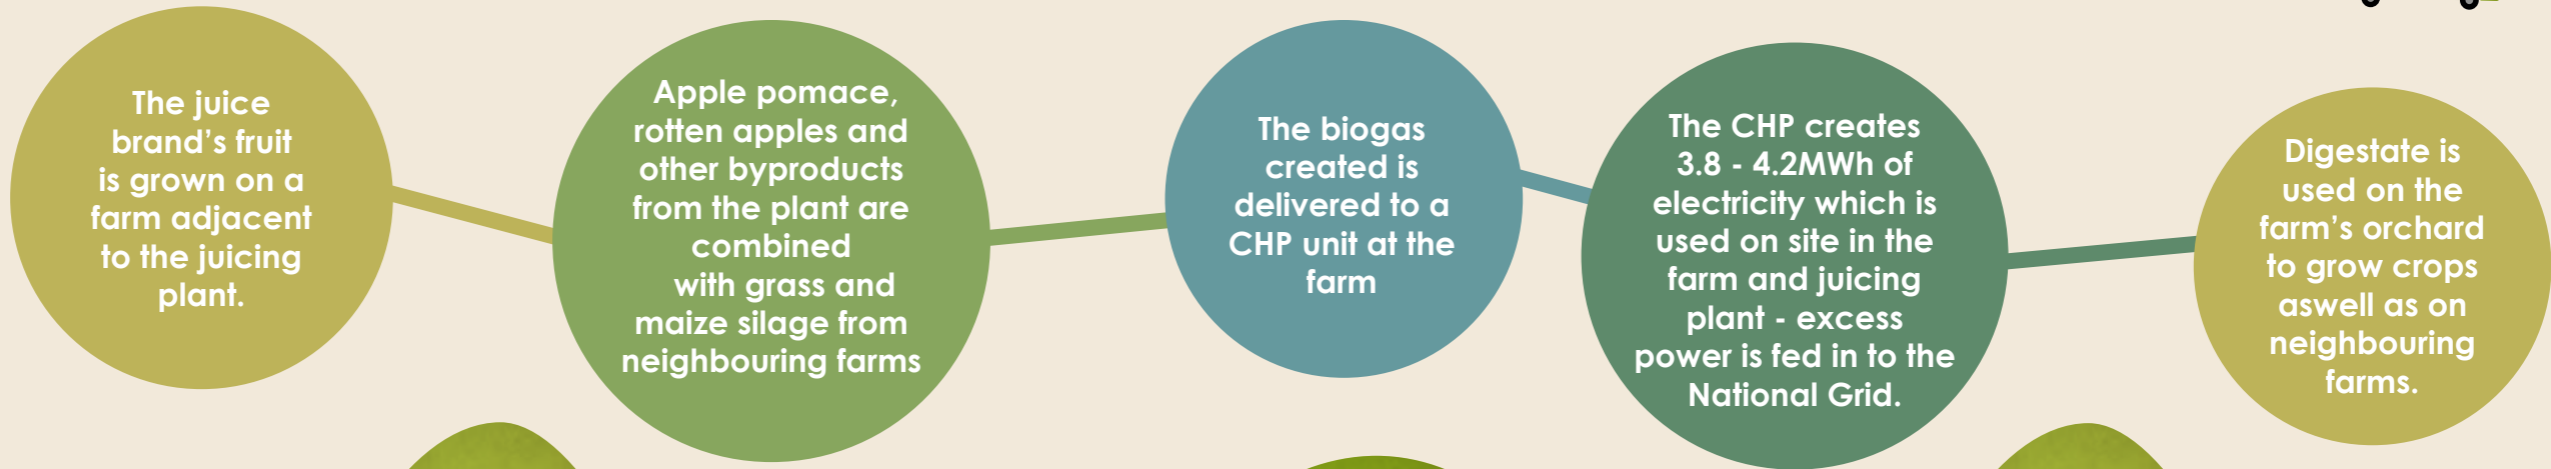 The juice
brand’s fruit
is grown on a
farm adjacent
to the juicing
plant.
Apple pomace,
rotten apples and
other byproducts
from the plant are
combined
with grass and
maize silage from
neighbouring farms
The biogas
created is
delivered to a
CHP unit at the
farm
The CHP creates
3.8 - 4.2MWh of
electricity which is
used on site in the
farm and juicing
plant - excess
power is fed in to the
National Grid.
Digestate is
used on the
farm’s orchard
to grow crops
aswell as on
neighbouring
farms.